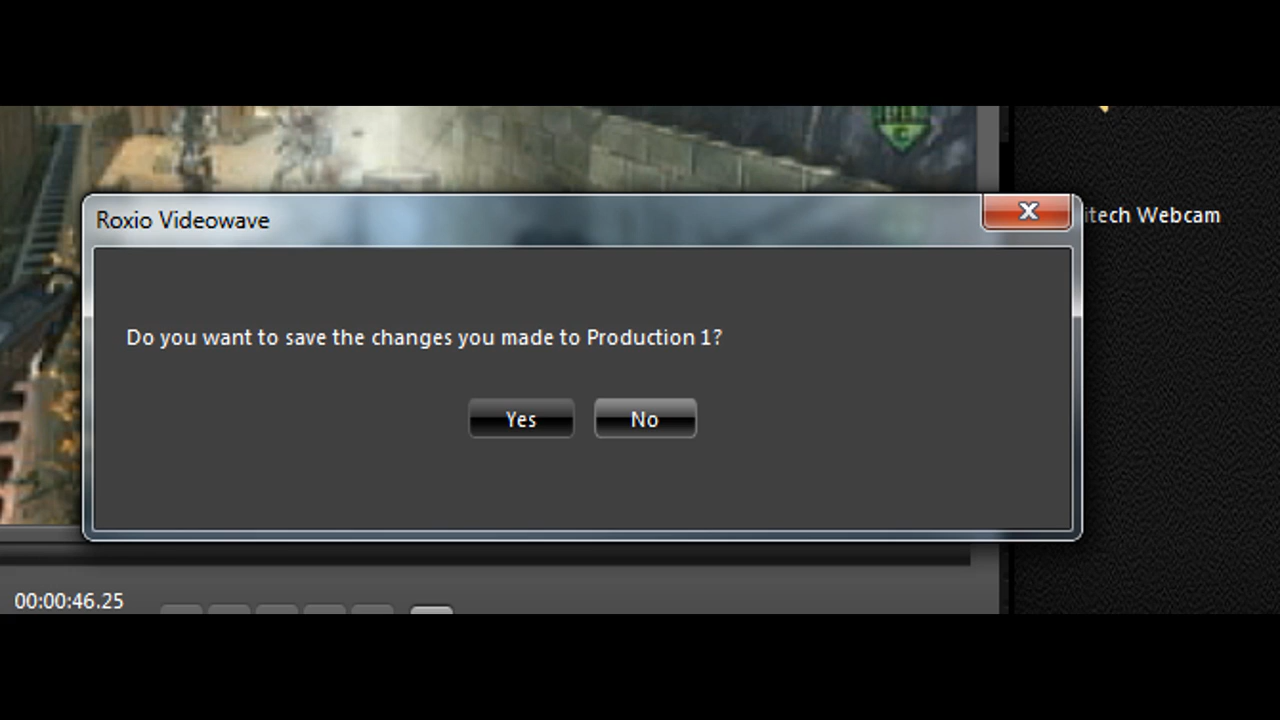 Roxio Videowave
itech Webcam
Do you want to save the changes you made to Production 1?
Yes No
00:00:46.25